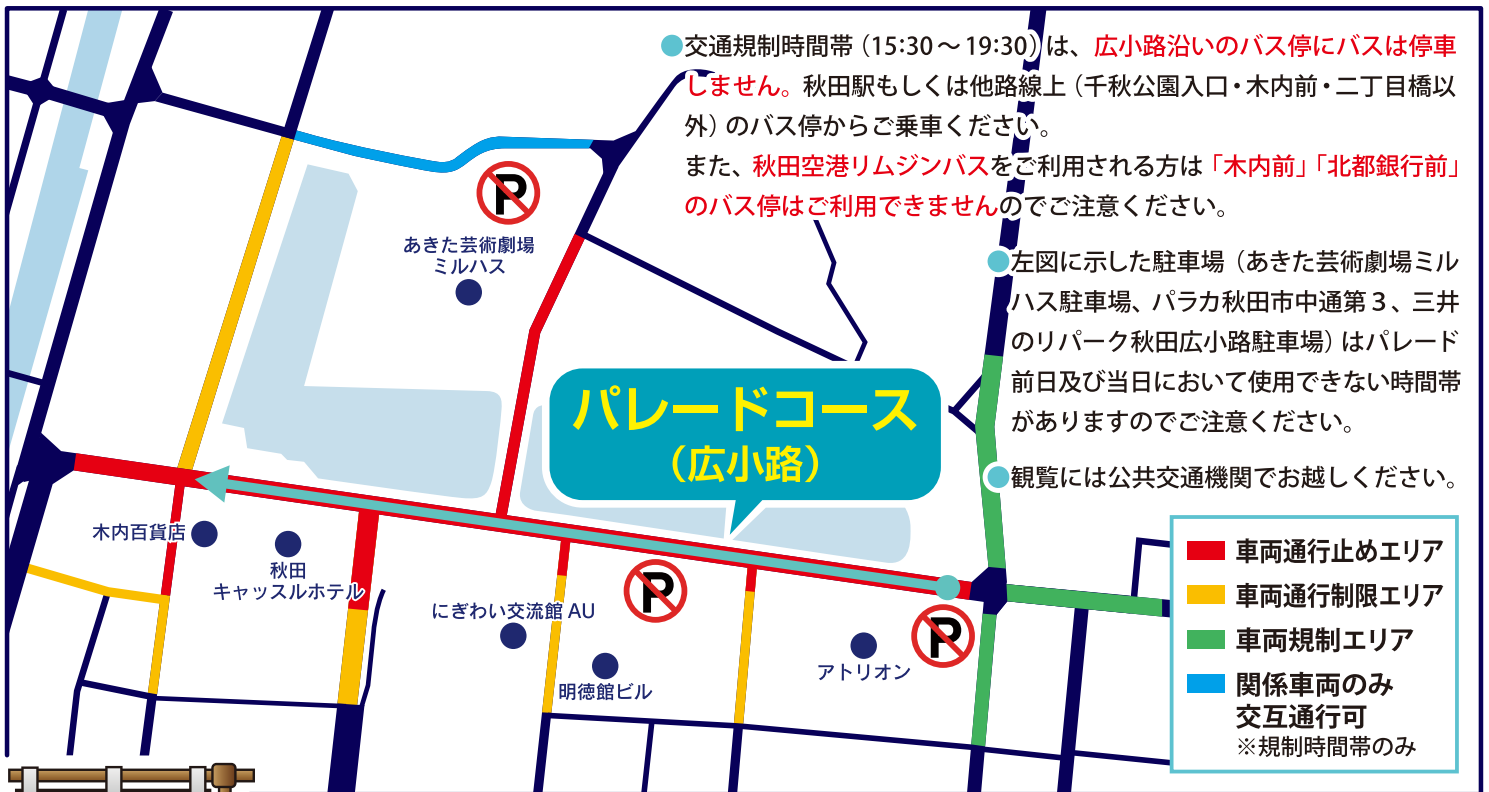 ●交通規制時間帯（15:30～19:30）は、広小路沿いのバス停にバスは停車
しません。秋田駅もしくは他路線上（千秋公園入口・木内前・二丁目橋以
外）のバス停からご乗車ください。
また、秋田空港リムジンバスをご利用される方は「木内前」「北都銀行前」
のバス停はご利用できませんのでご注意ください。
●左図に示した駐車場（あきた芸術劇場ミル
ハス駐車場、パラカ秋田市中通第３、三井
のリパーク秋田広小路駐車場）はパレード
前日及び当日において使用できない時間帯
がありますのでご注意ください。
●観覧には公共交通機関でお越しください。
P
あきた芸術劇場
ミルハス
パレードコース
（広小路）
木内百貨店
秋田
キャッスルホテル
にぎわい交流館 AU
P
明徳館ビル
P
アトリオン
車両通行止めエリア
車両通行制限エリア
車両規制エリア
関係車両のみ
交互通行可
※規制時間帯のみ